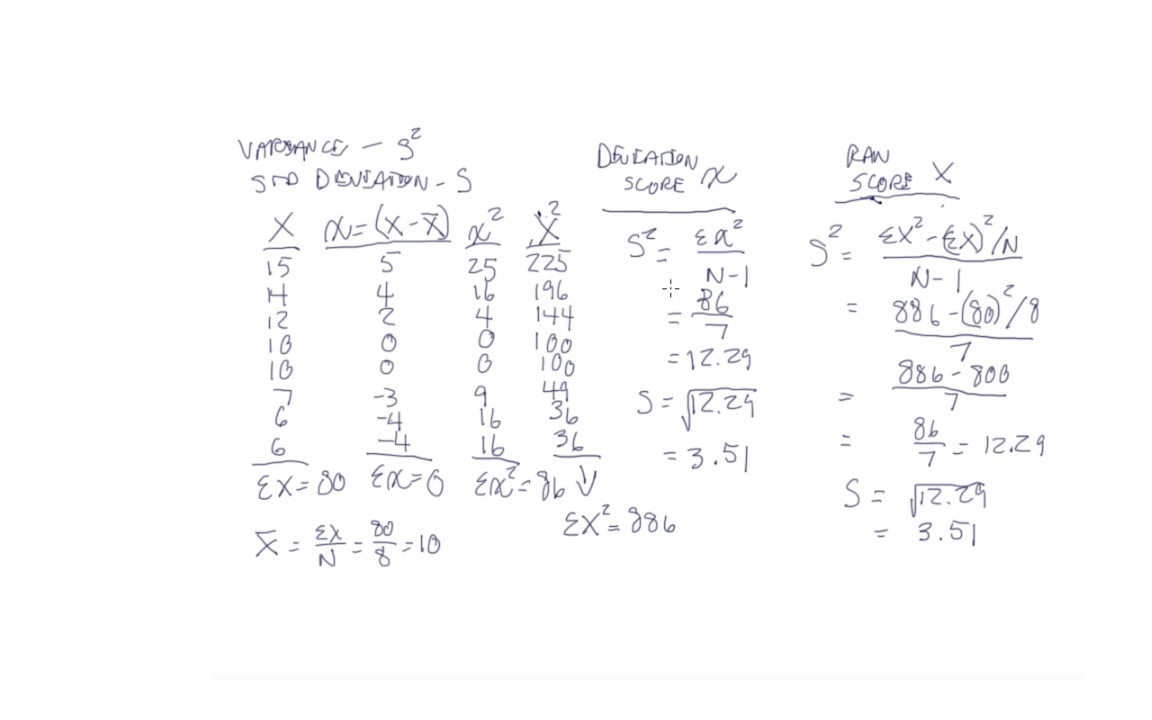 VARIANCE - S²
STD DEVIATION - S
X x=(X-X̄) x² X²
15 5 25 225
14 4 16 196
12 2 4 144
10 0 0 100
10 0 0 100
7 -3 9 49
6 -4 16 36
6 -4 16 36
ΣX=80 Σx=0 Σx²=86 ↓
ΣX²=886
X̄ = ΣX/N = 80/8 = 10
DEVIATION
SCORE x
S² = Σx²/N-1
= 86/7
= 12.29
S = √12.29
= 3.51
RAW
SCORE X
S² = ΣX²-(ΣX)²/N / N-1
= 886-(80)²/8 / 7
= 886-800 / 7
= 86/7 = 12.29
S = √12.29
= 3.51